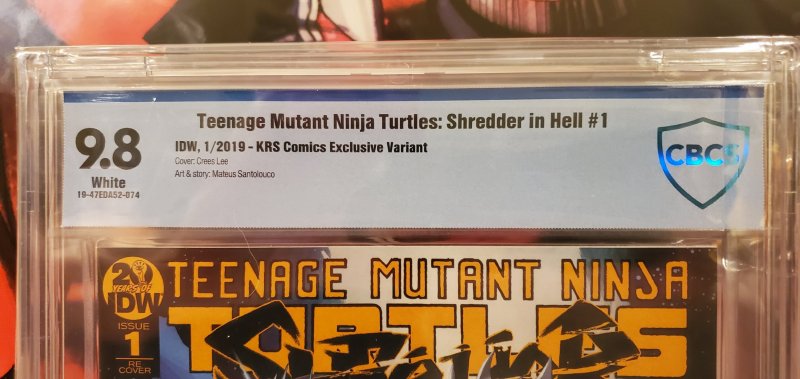 Teenage Mutant Ninja Turtles: Shredder in Hell #1
9.8
White
19-47EDA52-074
IDW, 1/2019 - KRS Comics Exclusive Variant
Cover: Crees Lee
Art & story: Mateus Santolouco
CBCS
20
YEARS OF
IDW
ISSUE
1
RE
COVER
TEENAGE MUTANT NINJA
TURTLES